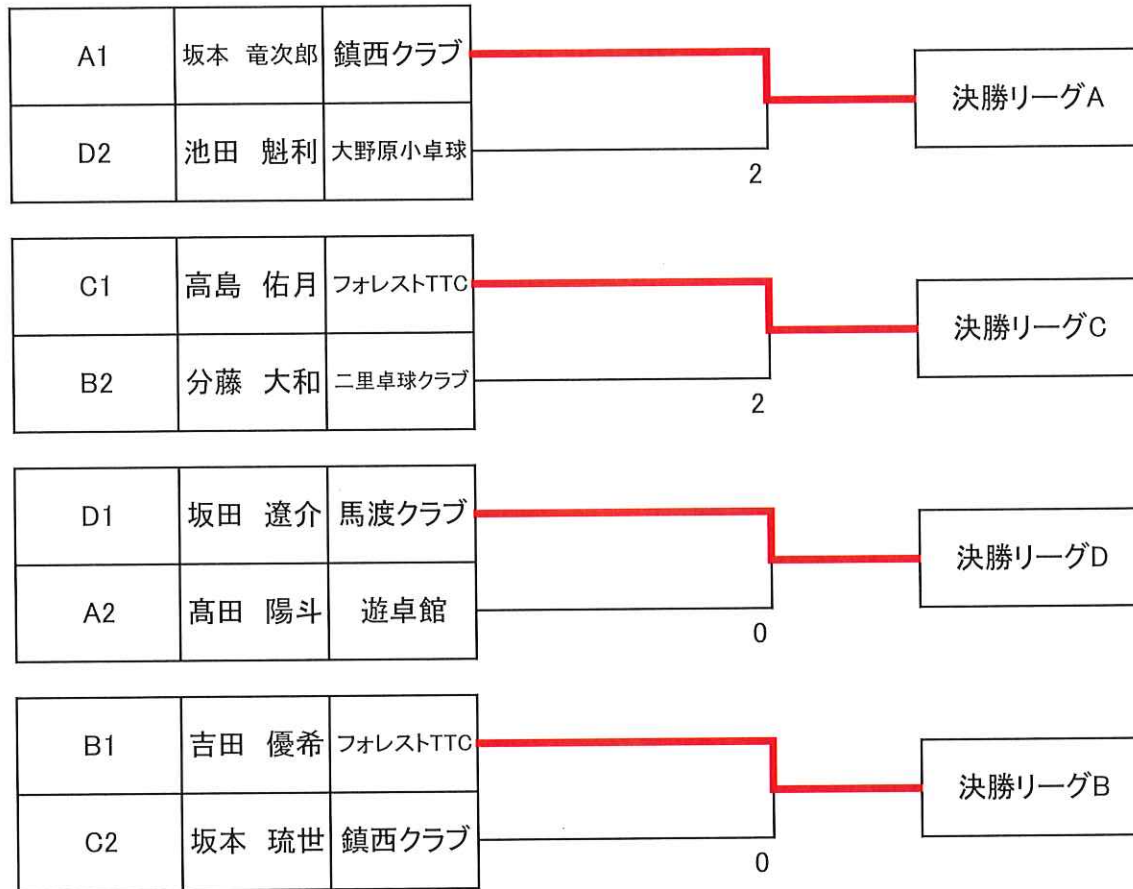 A1 坂本 竜次郎 鎮西クラブ
決勝リーグA
D2 池田 魁利 大野原小卓球
2
C1 高島 佑月 フォレストTTC
決勝リーグC
B2 分藤 大和 二里卓球クラブ
2
D1 坂田 遼介 馬渡クラブ
決勝リーグD
A2 髙田 陽斗 遊卓館
0
B1 吉田 優希 フォレストTTC
決勝リーグB
C2 坂本 琉世 鎮西クラブ
0